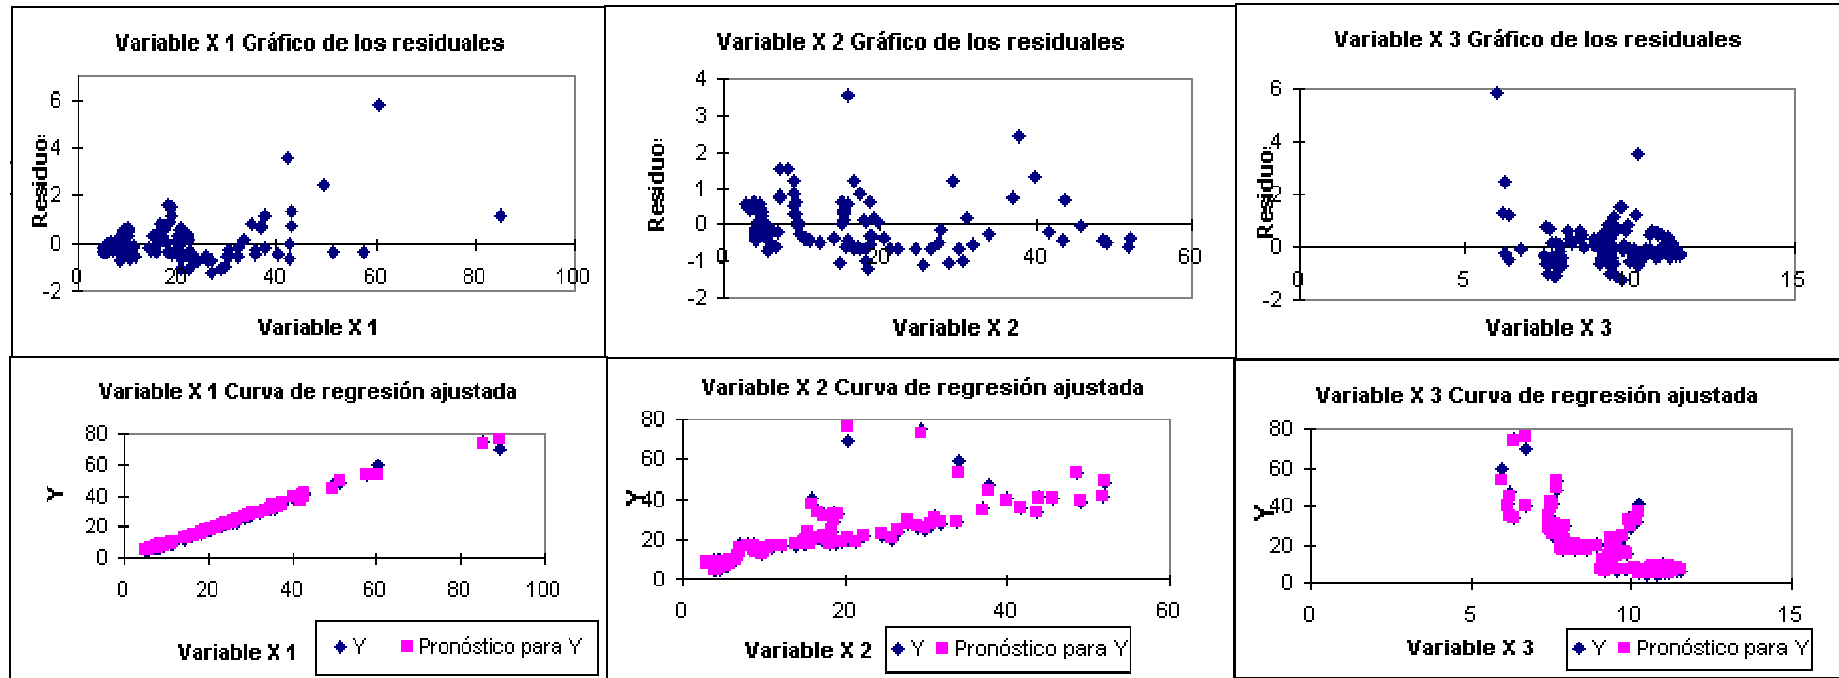 Variable X 1 Gráfico de los residuales
6
4
2
0
-2
0
20
40
60
80
100
Residuo:
Variable X 1
Variable X 2 Gráfico de los residuales
4
3
2
1
0
-1
-2
0
20
40
60
Residuo:
Variable X 2
Variable X 3 Gráfico de los residuales
6
4
2
0
-2
0
5
10
15
Residuo:
Variable X 3
Variable X 1 Curva de regresión ajustada
80
60
40
20
0
0
20
40
60
80
100
Y
Variable X 1
Y
Pronóstico para Y
Variable X 2 Curva de regresión ajustada
80
60
40
20
0
0
20
40
60
Y
Variable X 2
Y
Pronóstico para Y
Variable X 3 Curva de regresión ajustada
80
60
40
20
0
0
5
10
15
Y
Variable X 3
Y
Pronóstico para Y